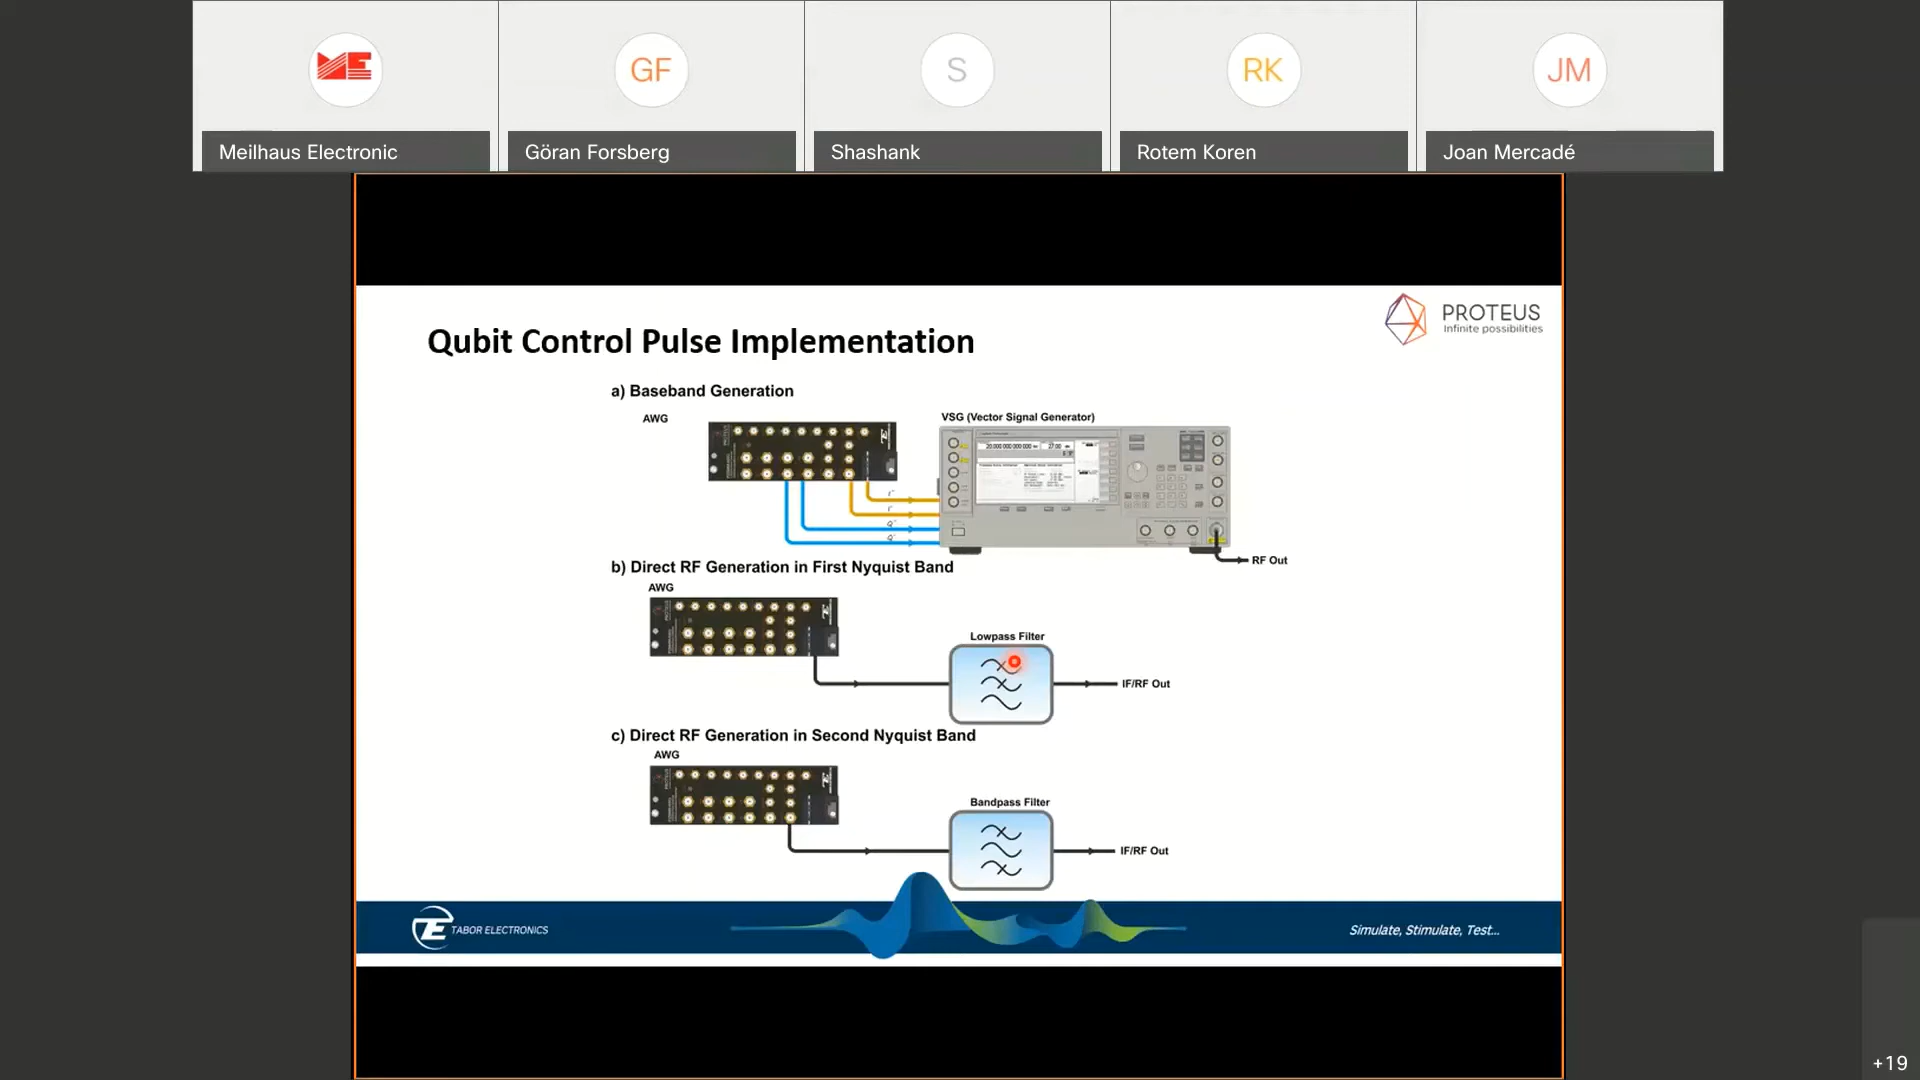 GF
S
RK
JM
Meilhaus Electronic
Göran Forsberg
Shashank
Rotem Koren
Joan Mercadé
PROTEUS
Infinite possibilities
Qubit Control Pulse Implementation
a) Baseband Generation
AWG
VSG (Vector Signal Generator)
RF Out
b) Direct RF Generation in First Nyquist Band
AWG
Lowpass Filter
IF/RF Out
c) Direct RF Generation in Second Nyquist Band
AWG
Bandpass Filter
IF/RF Out
TABOR ELECTRONICS
Simulate, Stimulate, Test...
+19